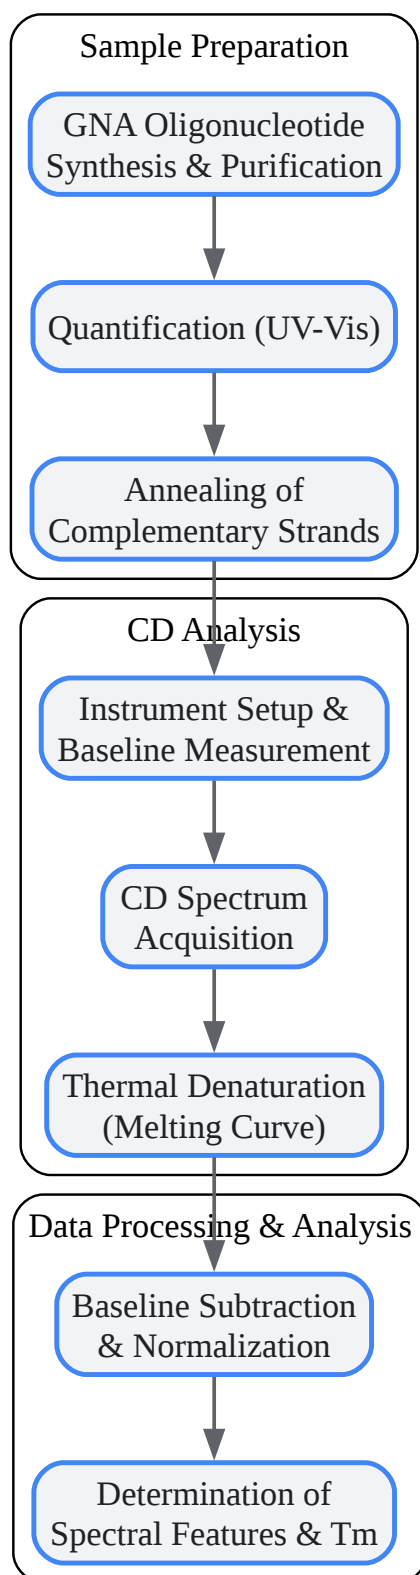 Sample Preparation
GNA Oligonucleotide
Synthesis & Purification
Quantification (UV-Vis)
Annealing of
Complementary Strands
CD Analysis
Instrument Setup &
Baseline Measurement
CD Spectrum
Acquisition
Thermal Denaturation
(Melting Curve)
Data Processing & Analysis
Baseline Subtraction
& Normalization
Determination of
Spectral Features & Tm